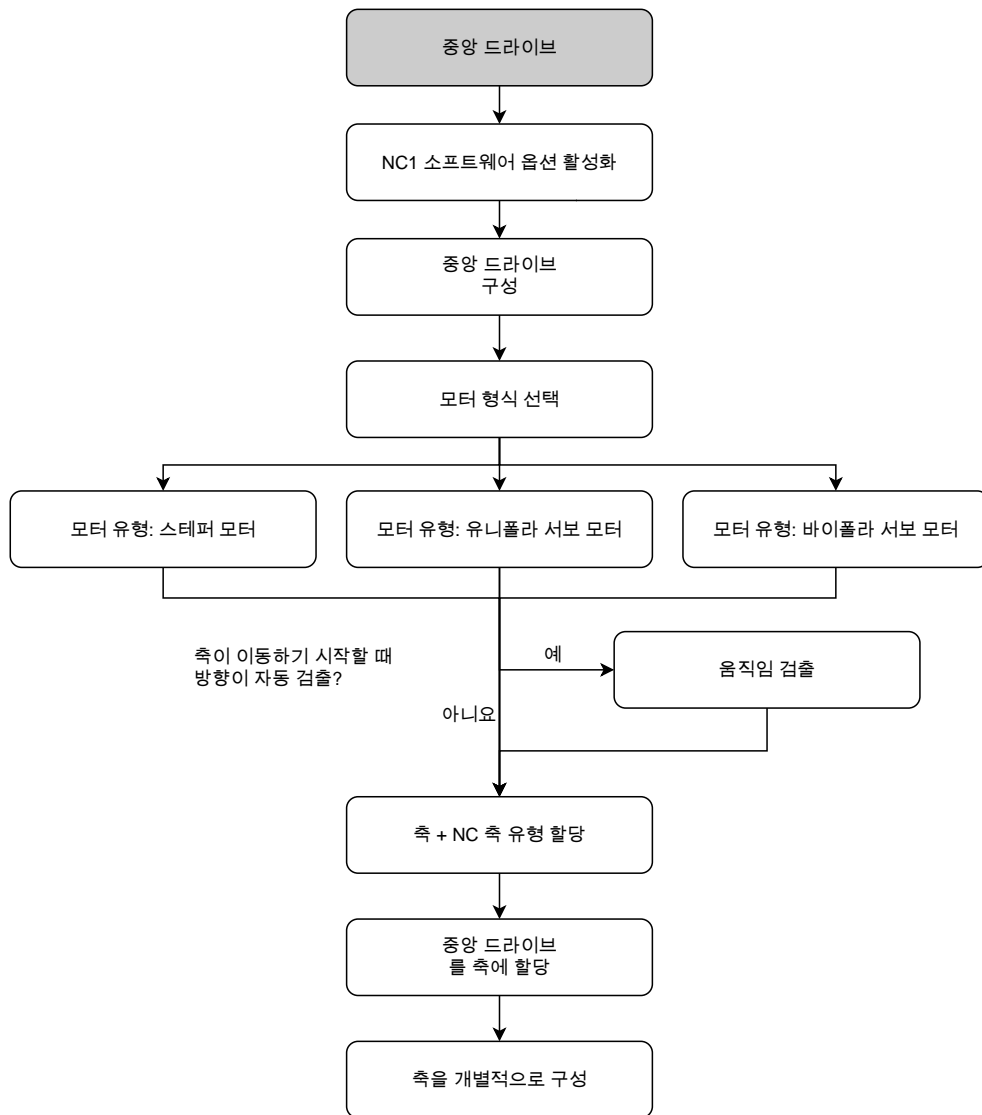 중앙 드라이브
NC1 소프트웨어 옵션 활성화
중앙 드라이브
구성
모터 형식 선택
모터 유형: 스테퍼 모터
모터 유형: 유니폴라 서보 모터
모터 유형: 바이폴라 서보 모터
축이 이동하기 시작할 때
방향이 자동 검출?
예
움직임 검출
아니요
축 + NC 축 유형 할당
중앙 드라이브
를 축에 할당
축을 개별적으로 구성